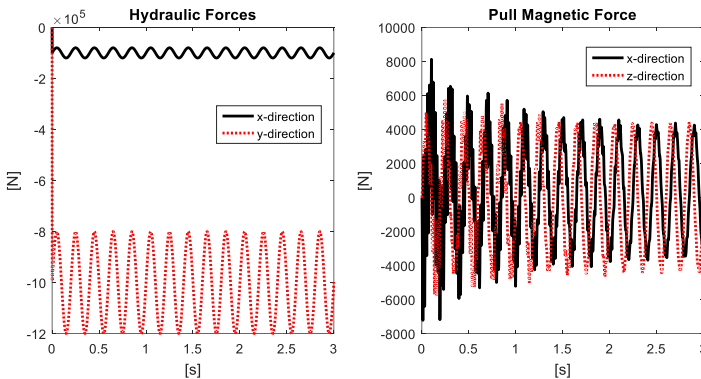 Hydraulic Forces
×10⁵
0
-2
-4
-6
-8
-10
-12
[N]
x-direction
y-direction
0 0.5 1 1.5 2 2.5 3
[s]
Pull Magnetic Force
10000
8000
6000
4000
2000
0
-2000
-4000
-6000
-8000
[N]
x-direction
z-direction
0 0.5 1 1.5 2 2.5 3
[s]